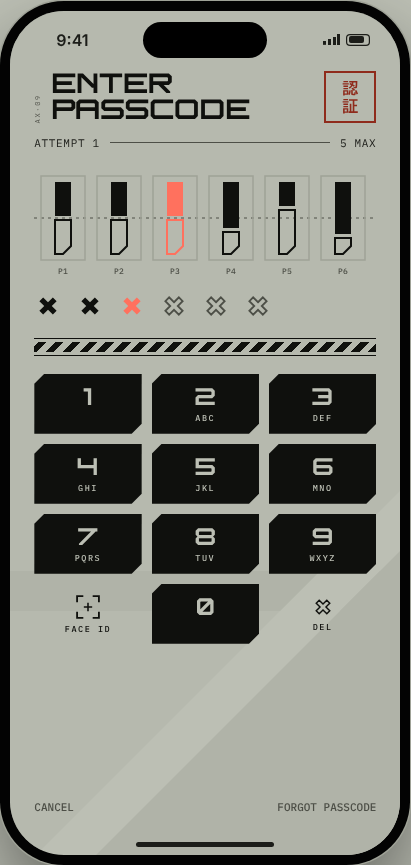 9:41
AX-09
ENTER
PASSCODE
認
証
ATTEMPT 1
5 MAX
P1
P2
P3
P4
P5
P6
1
2
ABC
3
DEF
4
GHI
5
JKL
6
MNO
7
PQRS
8
TUV
9
WXYZ
FACE ID
0
DEL
CANCEL
FORGOT PASSCODE